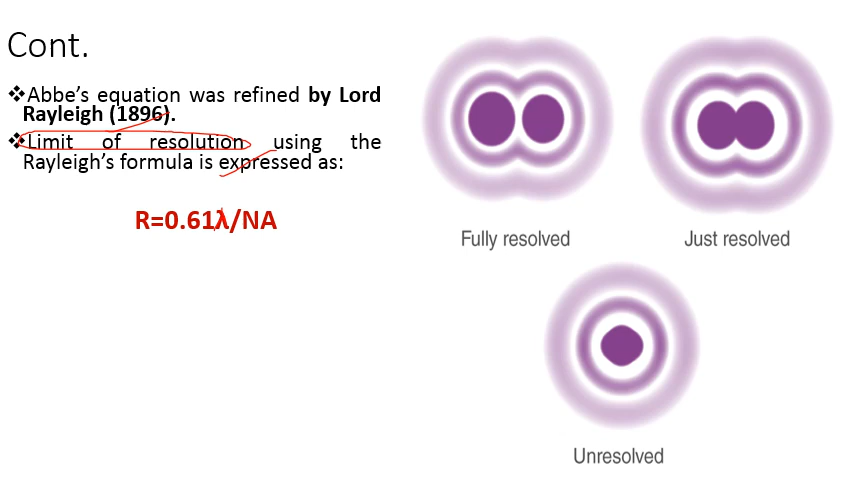 Cont.
❖Abbe's equation was refined by Lord
Rayleigh (1896).
❖Limit of resolution using the
Rayleigh's formula is expressed as:
R=0.61λ/NA
Fully resolved
Just resolved
Unresolved